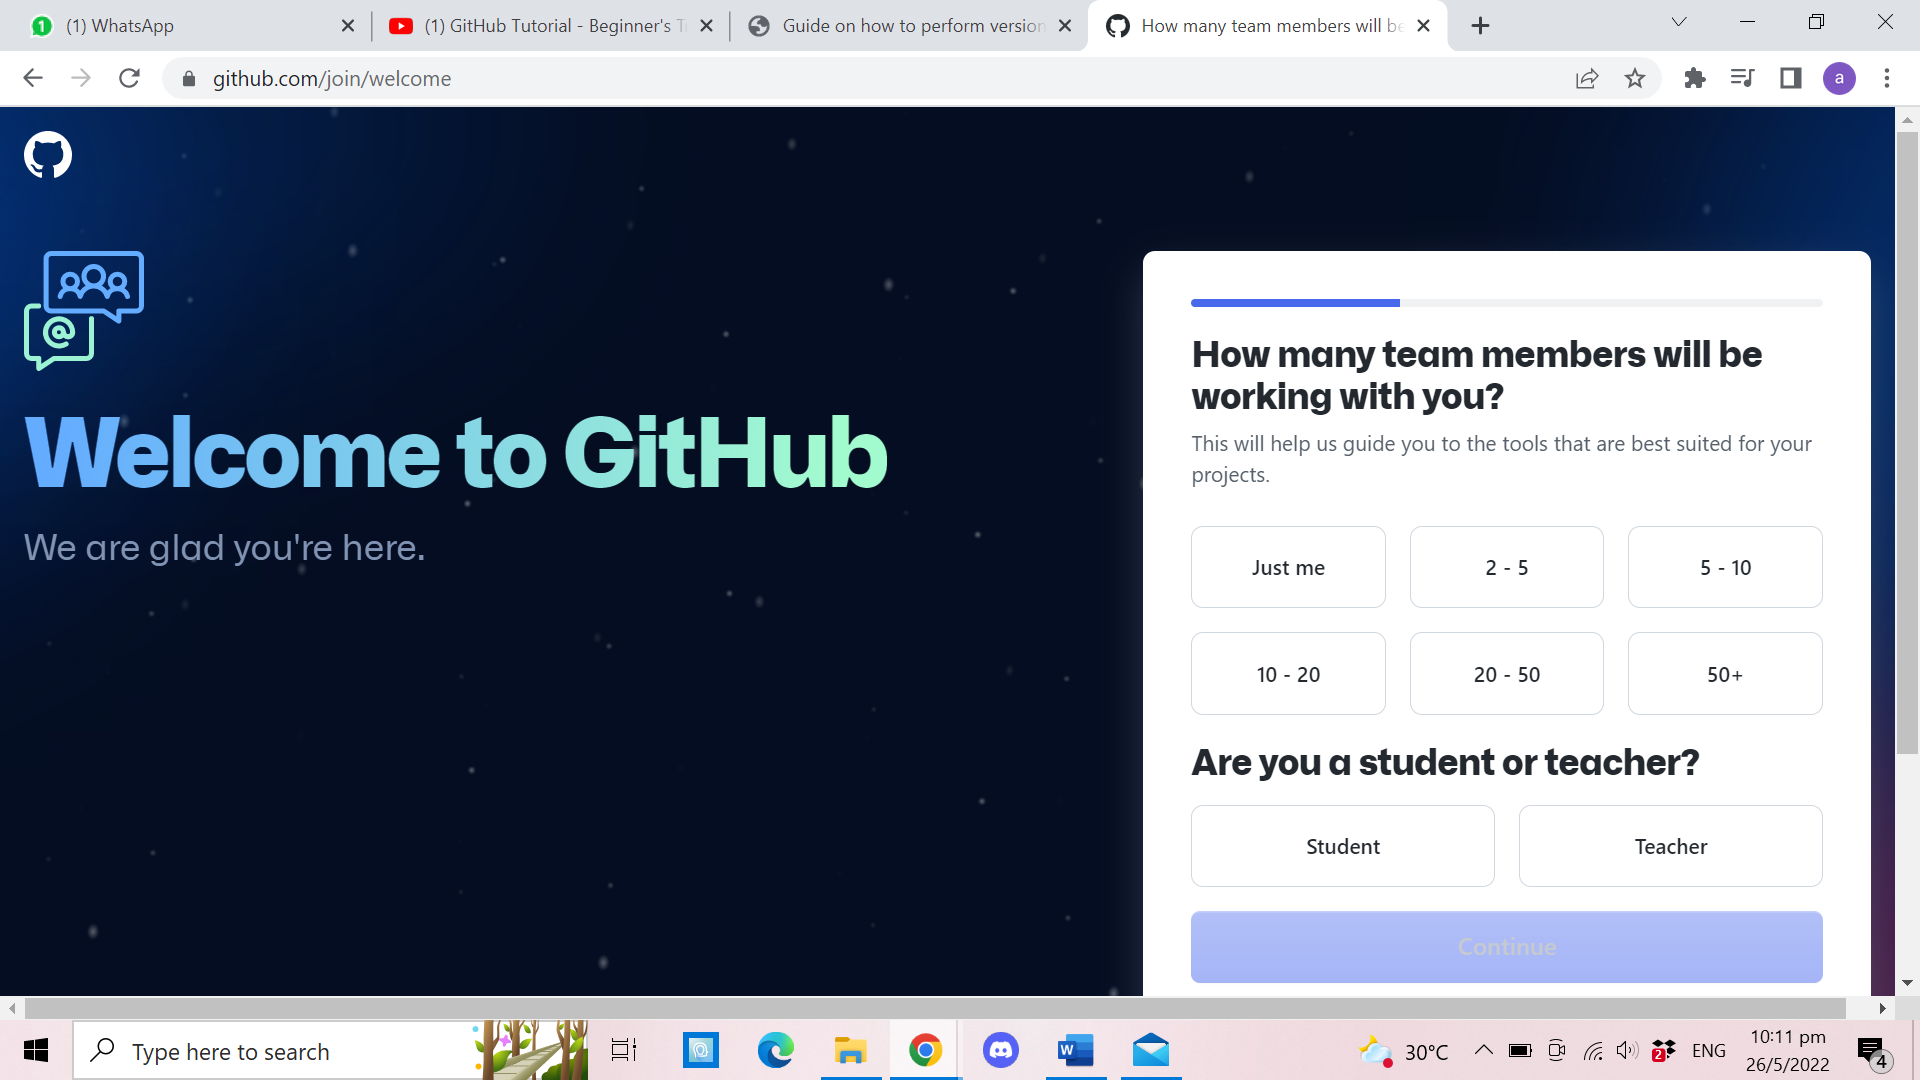 (1) WhatsApp
(1) GitHub Tutorial - Beginner's T
Guide on how to perform version
How many team members will be
github.com/join/welcome
a
Welcome to GitHub
We are glad you're here.
How many team members will be
working with you?
This will help us guide you to the tools that are best suited for your
projects.
Just me
2 - 5
5 - 10
10 - 20
20 - 50
50+
Are you a student or teacher?
Student
Teacher
Continue
Type here to search
30°C
ENG
10:11 pm
26/5/2022
4